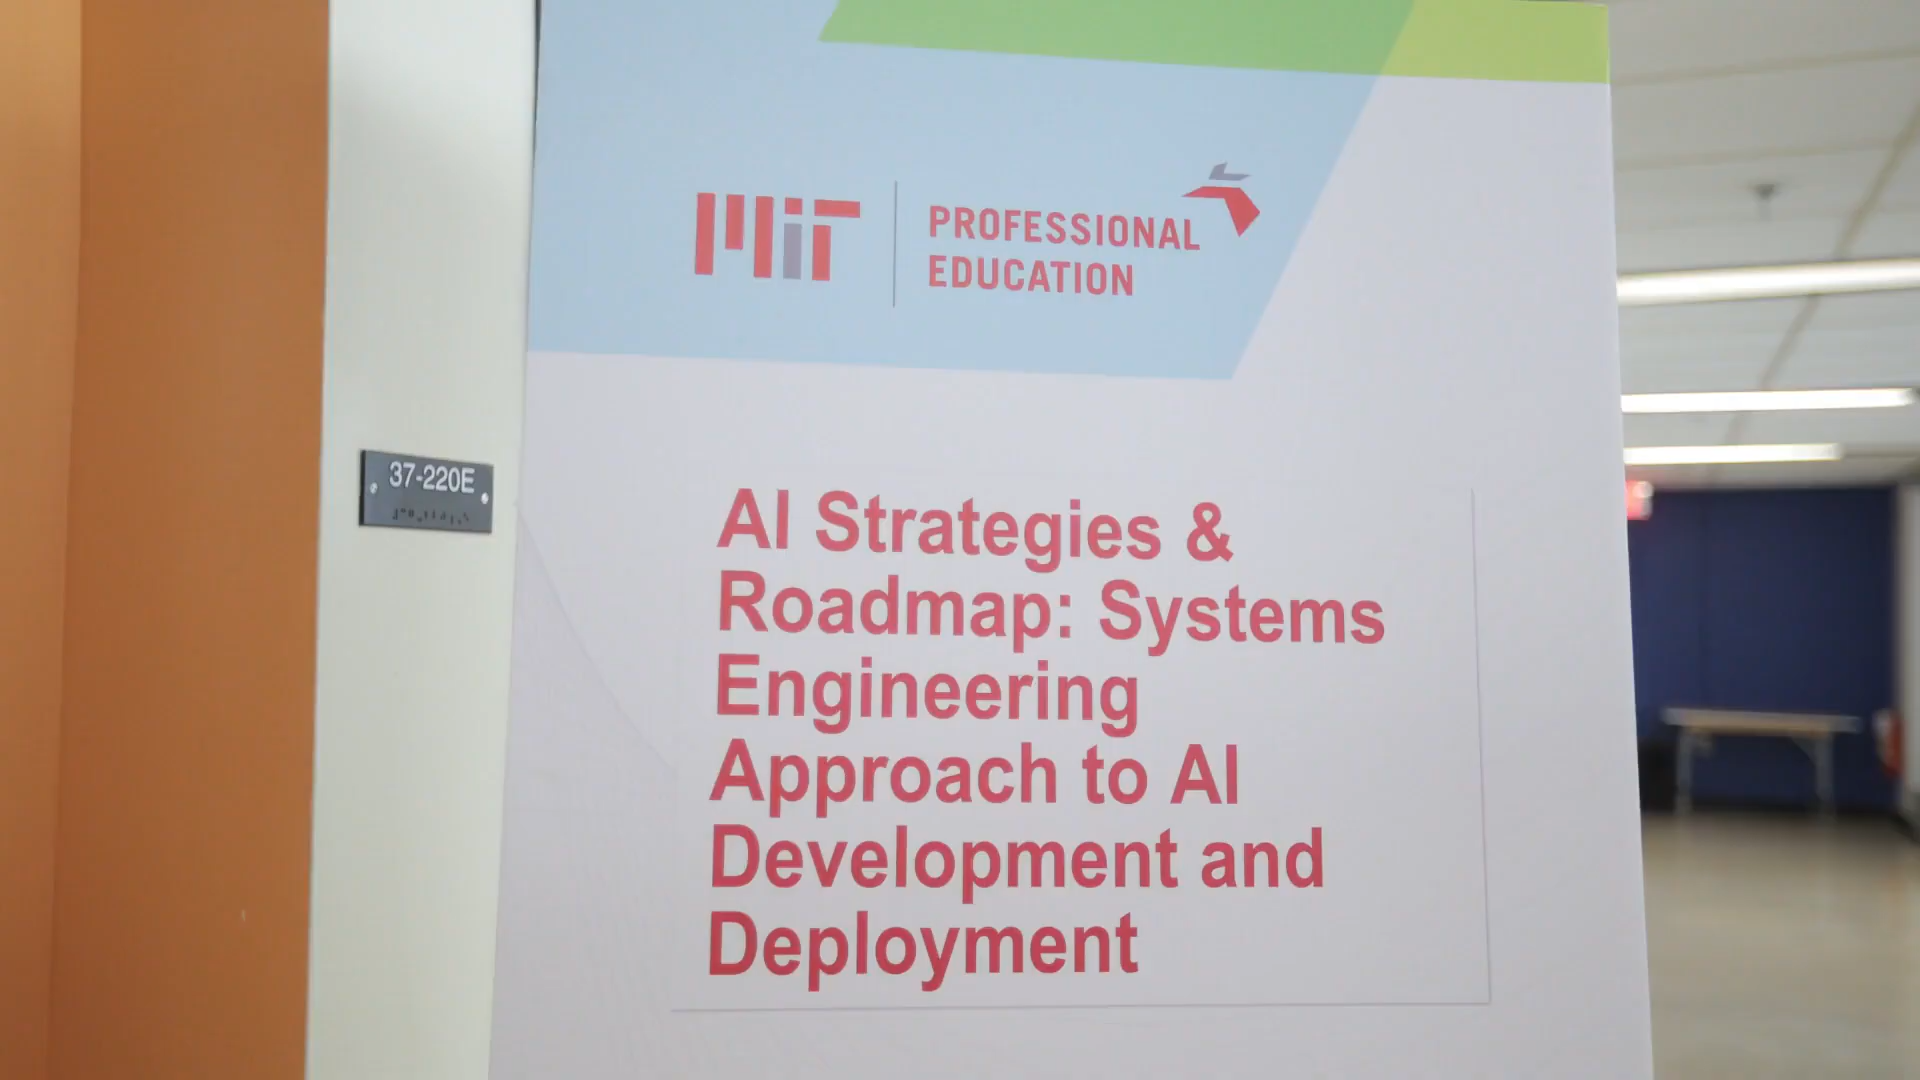 MIT
PROFESSIONAL
EDUCATION
37-220E
AI Strategies &
Roadmap: Systems
Engineering
Approach to AI
Development and
Deployment